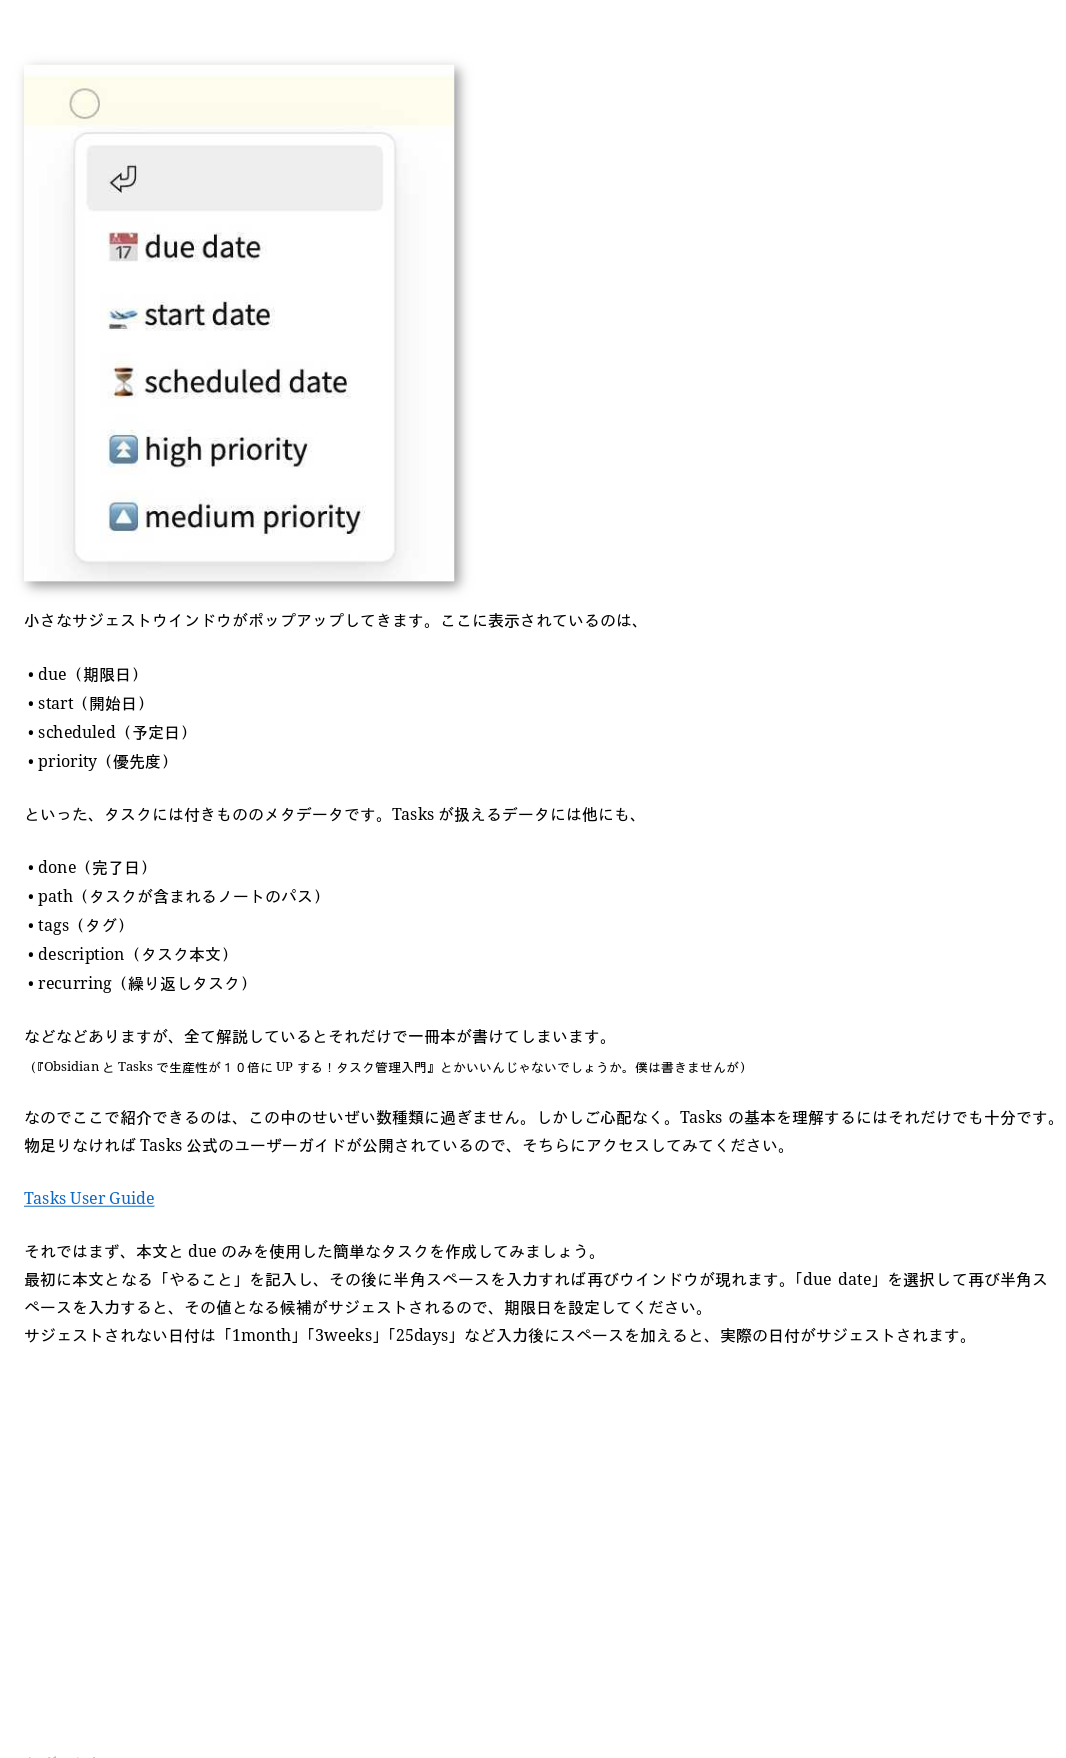 due date
start date
scheduled date
high priority
medium priority
小さなサジェストウインドウがポップアップしてきます。ここに表示されているのは、
• due（期限日）
• start（開始日）
• scheduled（予定日）
• priority（優先度）
といった、タスクには付きもののメタデータです。Tasks が扱えるデータには他にも、
• done（完了日）
• path（タスクが含まれるノートのパス）
• tags（タグ）
• description（タスク本文）
• recurring（繰り返しタスク）
などなどありますが、全て解説しているとそれだけで一冊本が書けてしまいます。
（『Obsidian と Tasks で生産性が１０倍に UP する！タスク管理入門』とかいいんじゃないでしょうか。僕は書きませんが）
なのでここで紹介できるのは、この中のせいぜい数種類に過ぎません。しかしご心配なく。Tasks の基本を理解するにはそれだけでも十分です。
物足りなければ Tasks 公式のユーザーガイドが公開されているので、そちらにアクセスしてみてください。
Tasks User Guide
それではまず、本文と due のみを使用した簡単なタスクを作成してみましょう。
最初に本文となる「やること」を記入し、その後に半角スペースを入力すれば再びウインドウが現れます。「due date」を選択して再び半角ス
ペースを入力すると、その値となる候補がサジェストされるので、期限日を設定してください。
サジェストされない日付は「1month」「3weeks」「25days」など入力後にスペースを加えると、実際の日付がサジェストされます。